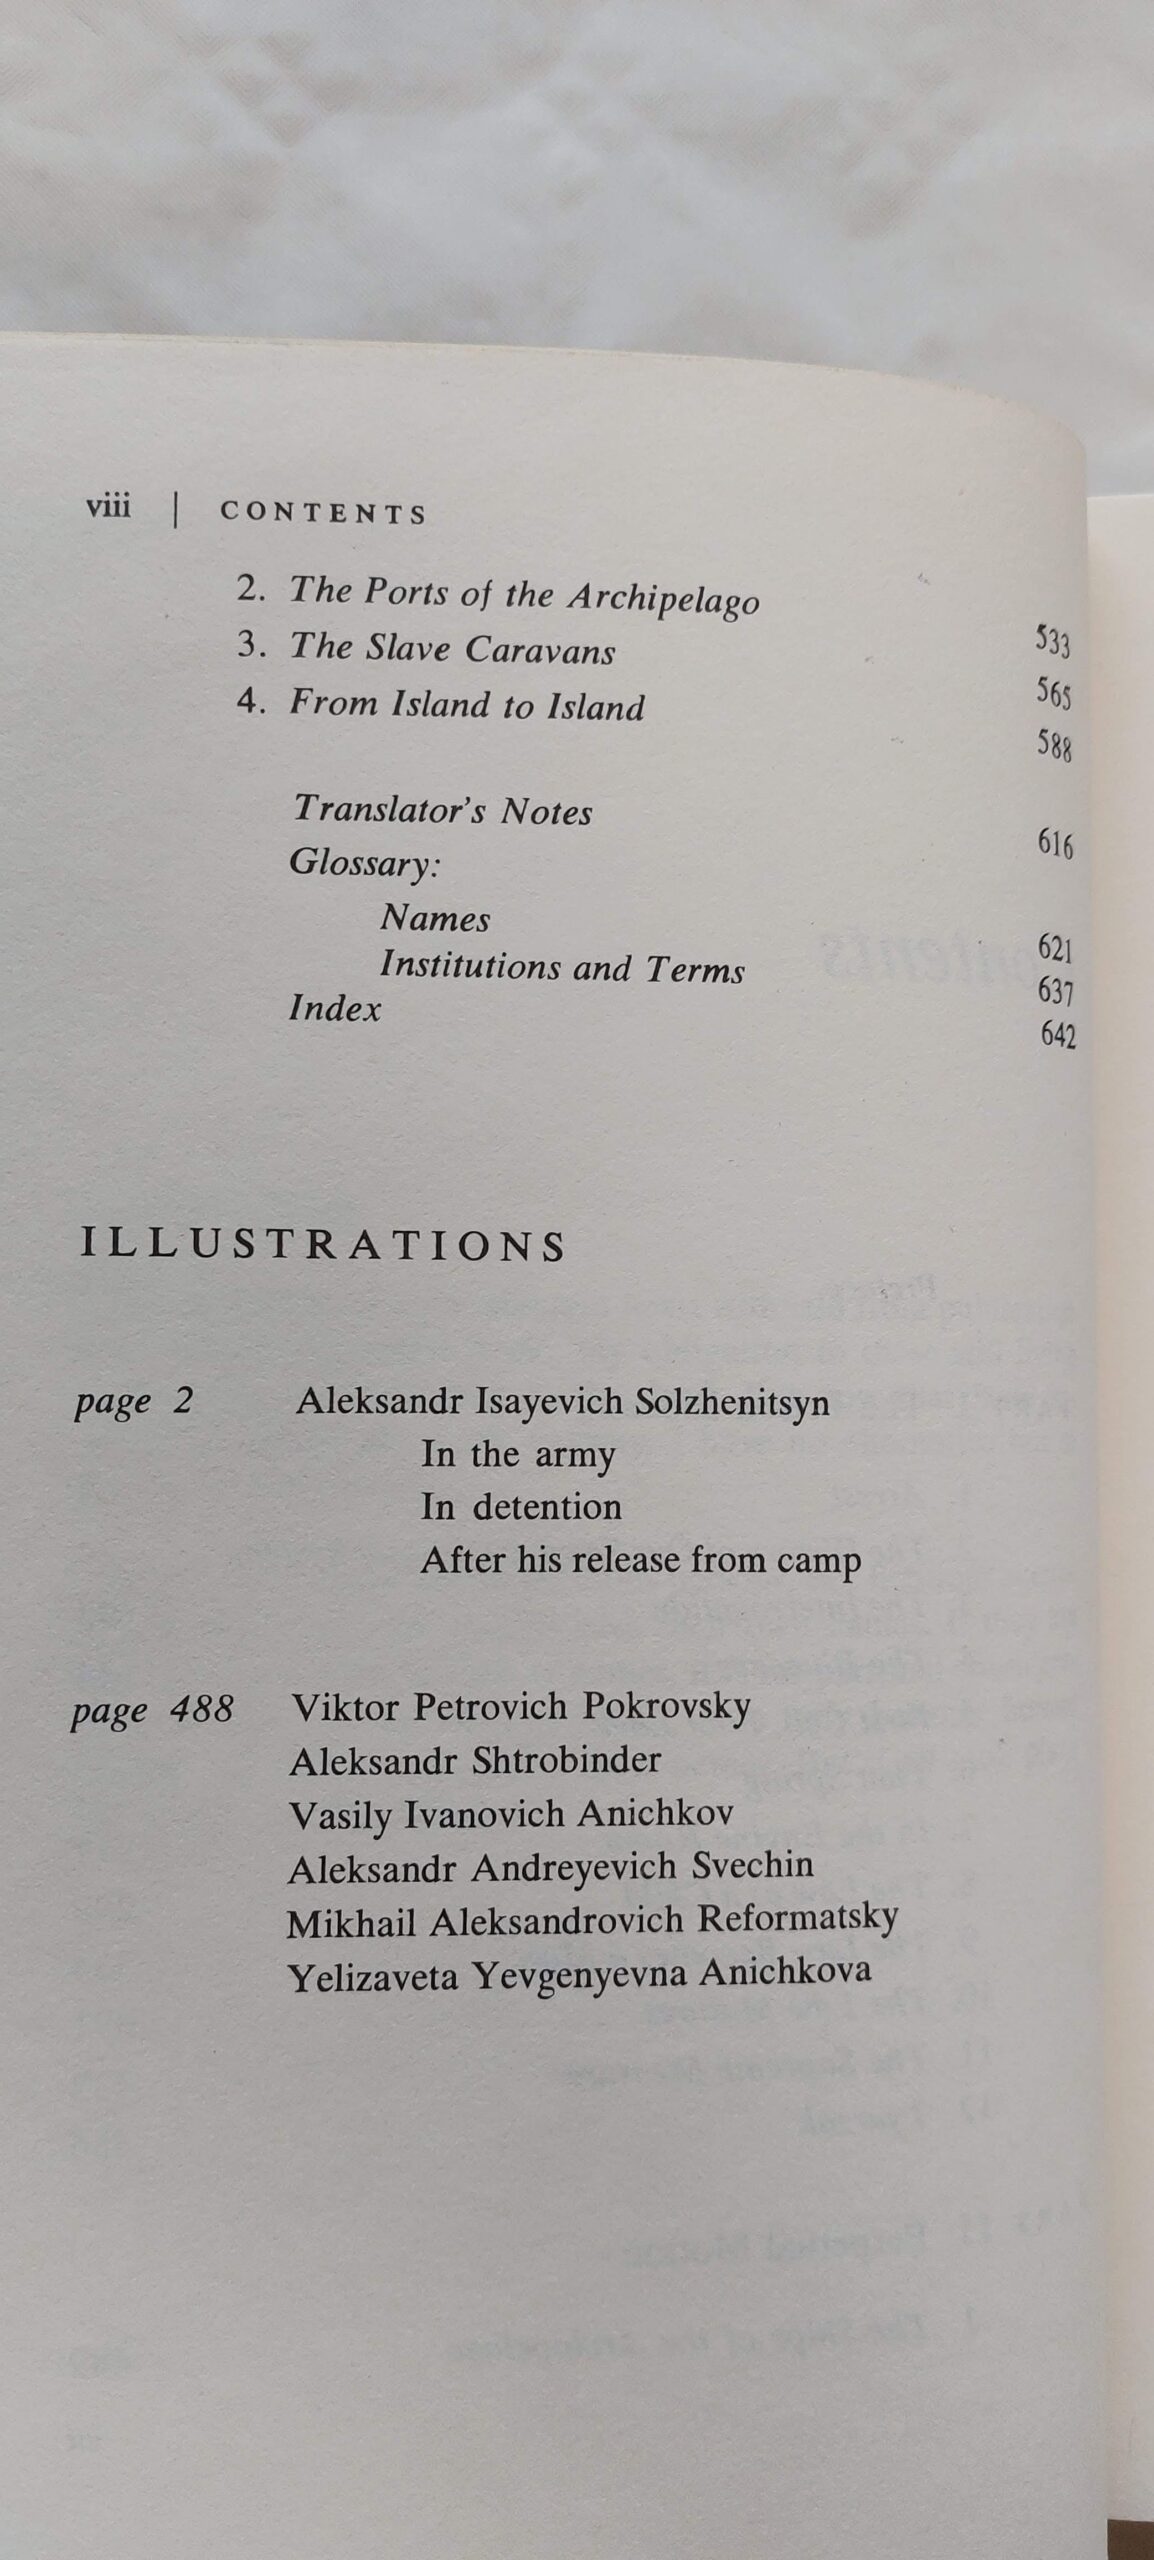 viii | CONTENTS
2. The Ports of the Archipelago 533
3. The Slave Caravans 565
4. From Island to Island 588
Translator's Notes 616
Glossary:
Names 621
Institutions and Terms 637
Index 642
ILLUSTRATIONS
page 2 Aleksandr Isayevich Solzhenitsyn
In the army
In detention
After his release from camp
page 488 Viktor Petrovich Pokrovsky
Aleksandr Shtrobinder
Vasily Ivanovich Anichkov
Aleksandr Andreyevich Svechin
Mikhail Aleksandrovich Reformatsky
Yelizaveta Yevgenyevna Anichkova